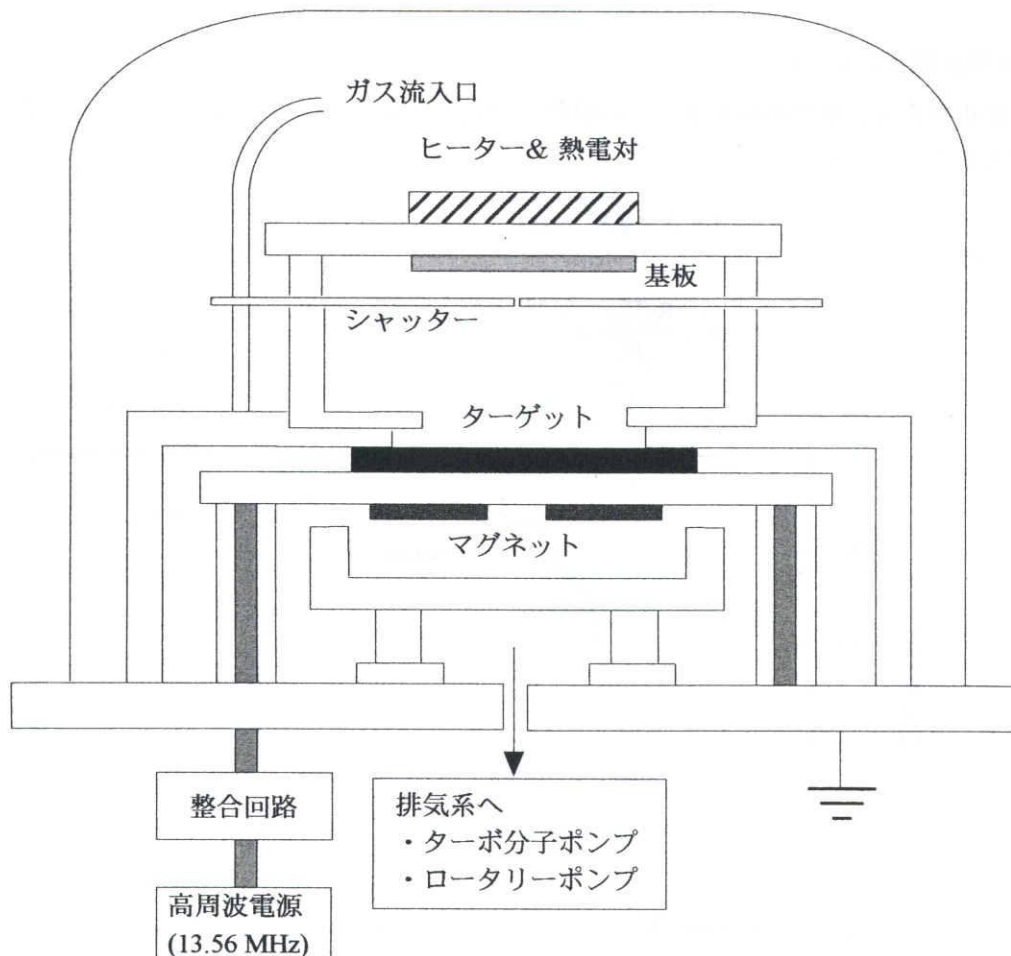 ガス流入口
ヒーター& 熱電対
基板
シャッター
ターゲット
マグネット
整合回路
排気系へ
・ターボ分子ポンプ
・ロータリーポンプ
高周波電源
(13.56 MHz)